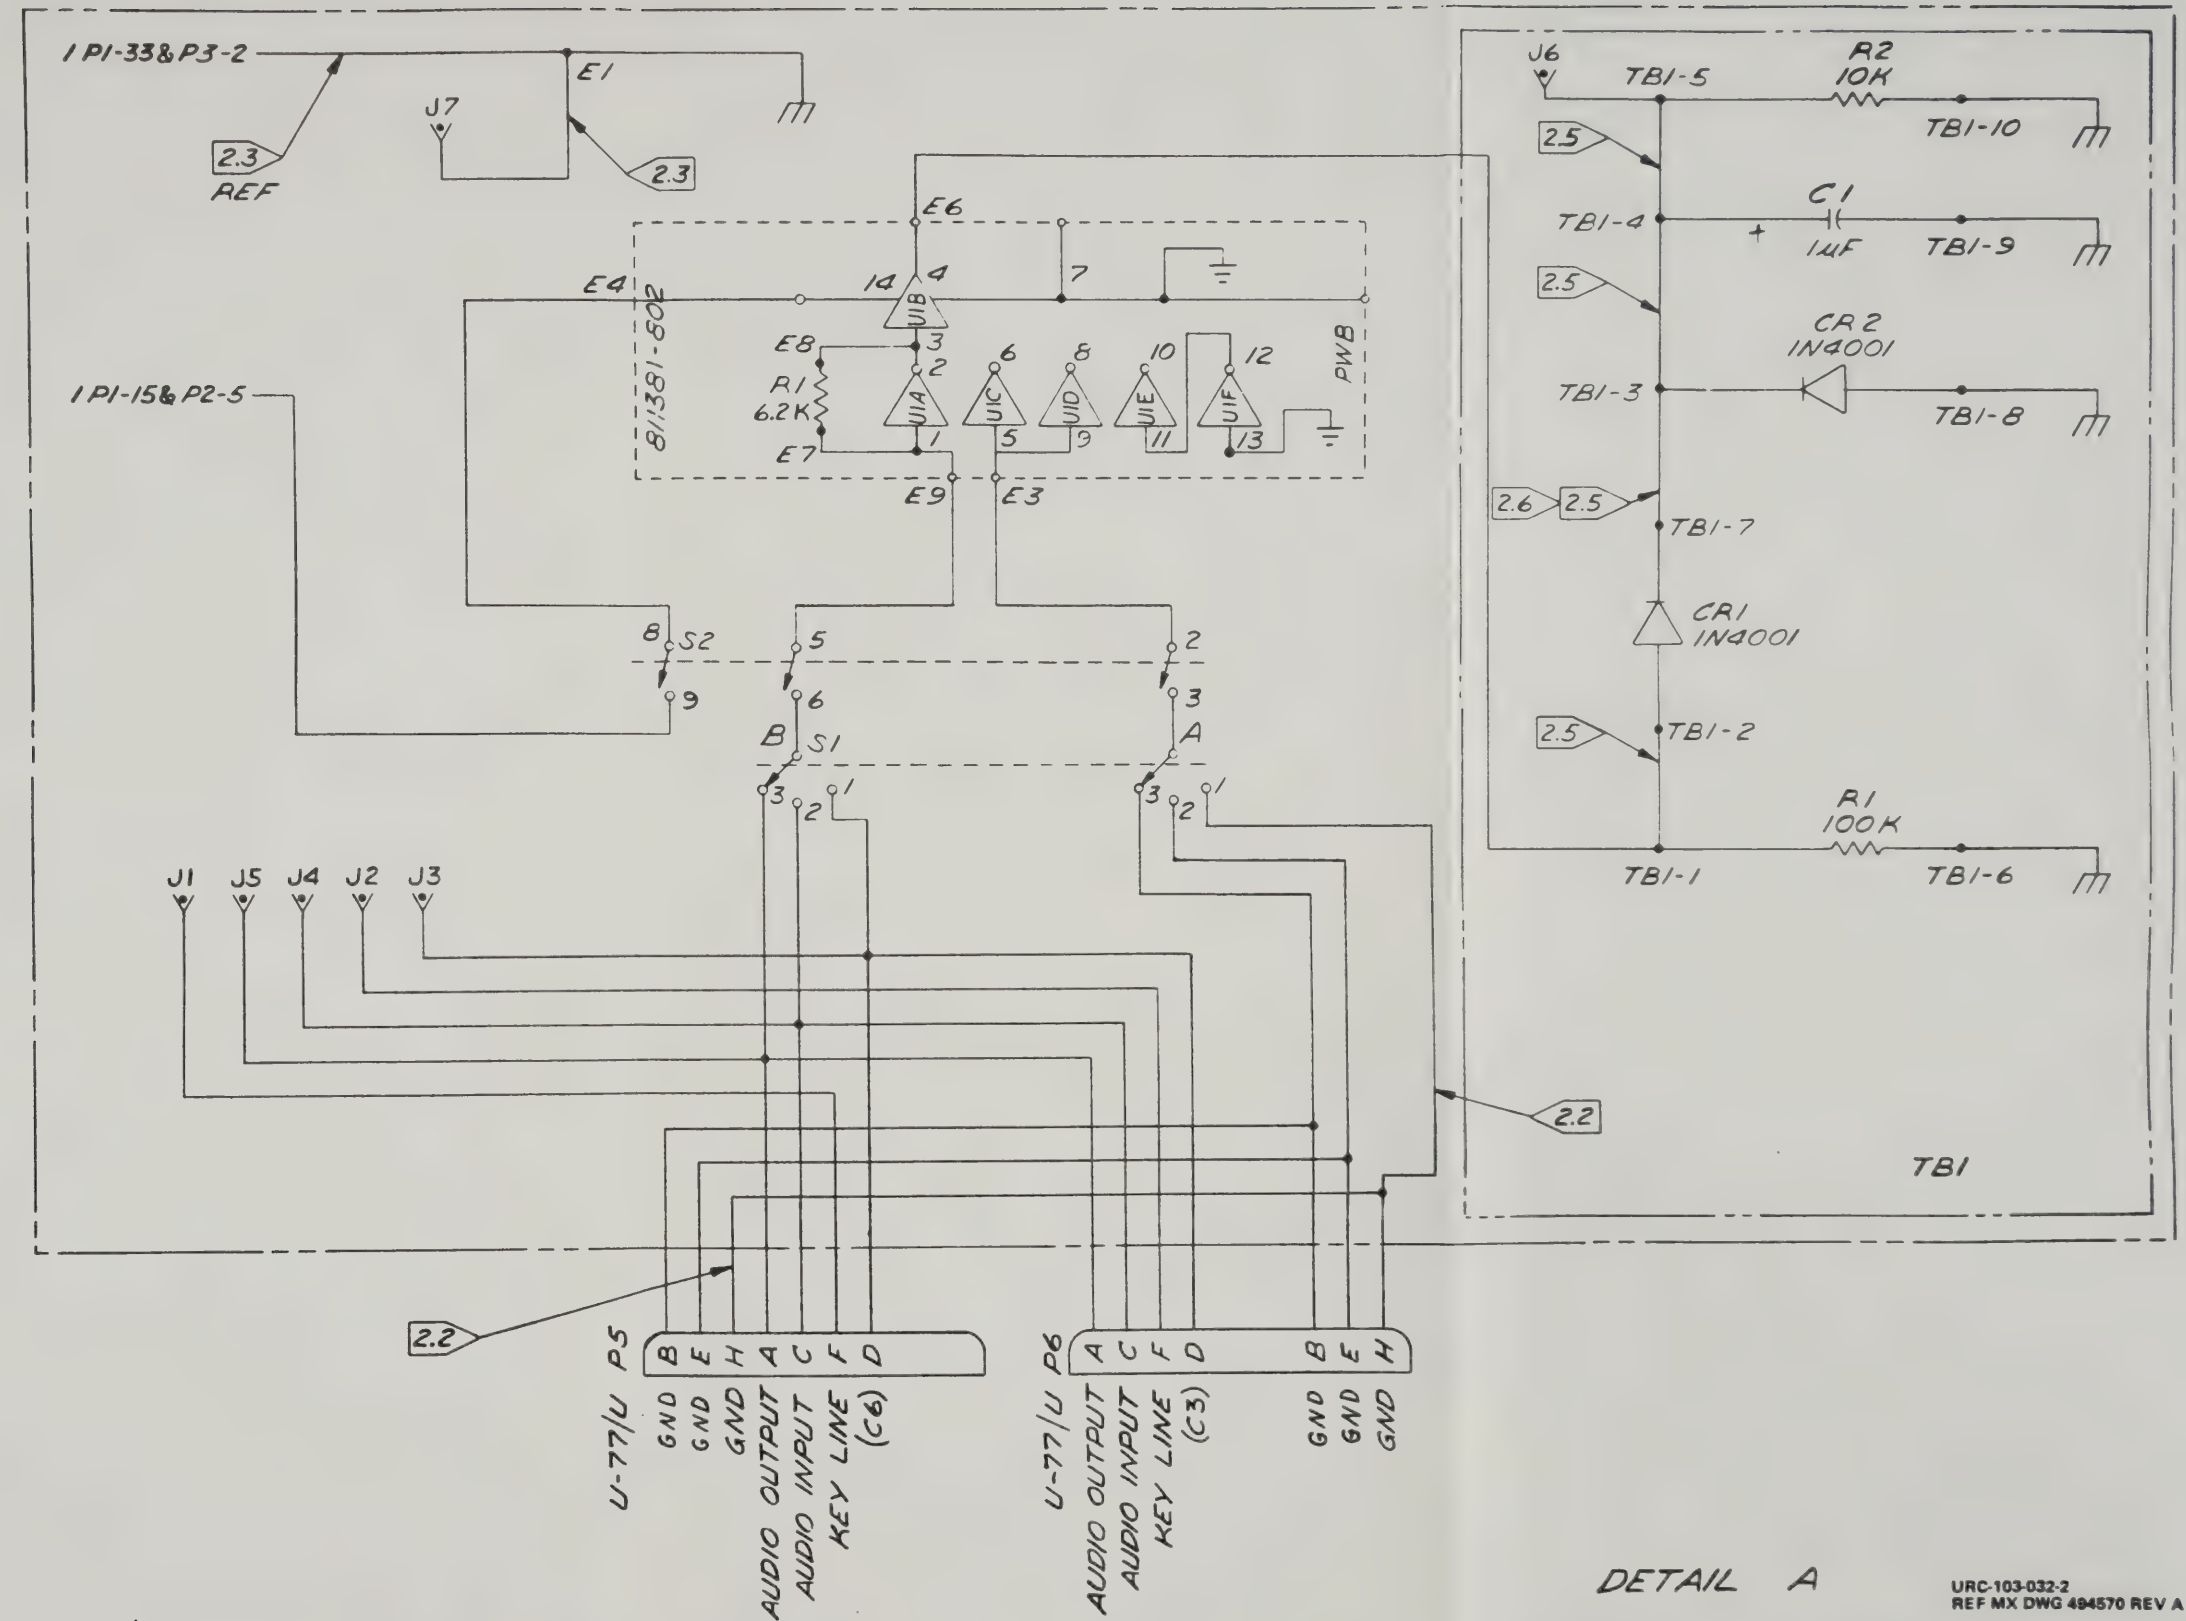 1 P1-33 & P3-2
E1
J7
2.3
REF
2.3
J6
TB1-5
R2
10K
TB1-10
2.5
C1
TB1-4
+
1µF
TB1-9
2.5
CR2
1N4001
TB1-3
TB1-8
2.6
2.5
TB1-7
CR1
1N4001
2.5
TB1-2
R1
100K
TB1-1
TB1-6
TB1
E6
E4
14
4
7
U1B
811381-802
PWB
E8
3
R1
6.2K
E7
2
U1A
1
6
U1C
5
8
U1D
9
10
U1E
11
12
U1F
13
E9
E3
1 P1-15 & P2-5
8
S2
9
5
6
2
3
B
S1
A
3
2
1
3
2
1
J1
J5
J4
J2
J3
2.2
2.2
U-77/U P5
B
E
H
A
C
F
D
GND
GND
GND
AUDIO OUTPUT
AUDIO INPUT
KEY LINE
(C6)
U-77/U P6
A
C
F
D
B
E
H
AUDIO OUTPUT
AUDIO INPUT
KEY LINE
(C3)
GND
GND
GND
DETAIL A
URC-103-032-2
REF MX DWG 494570 REV A